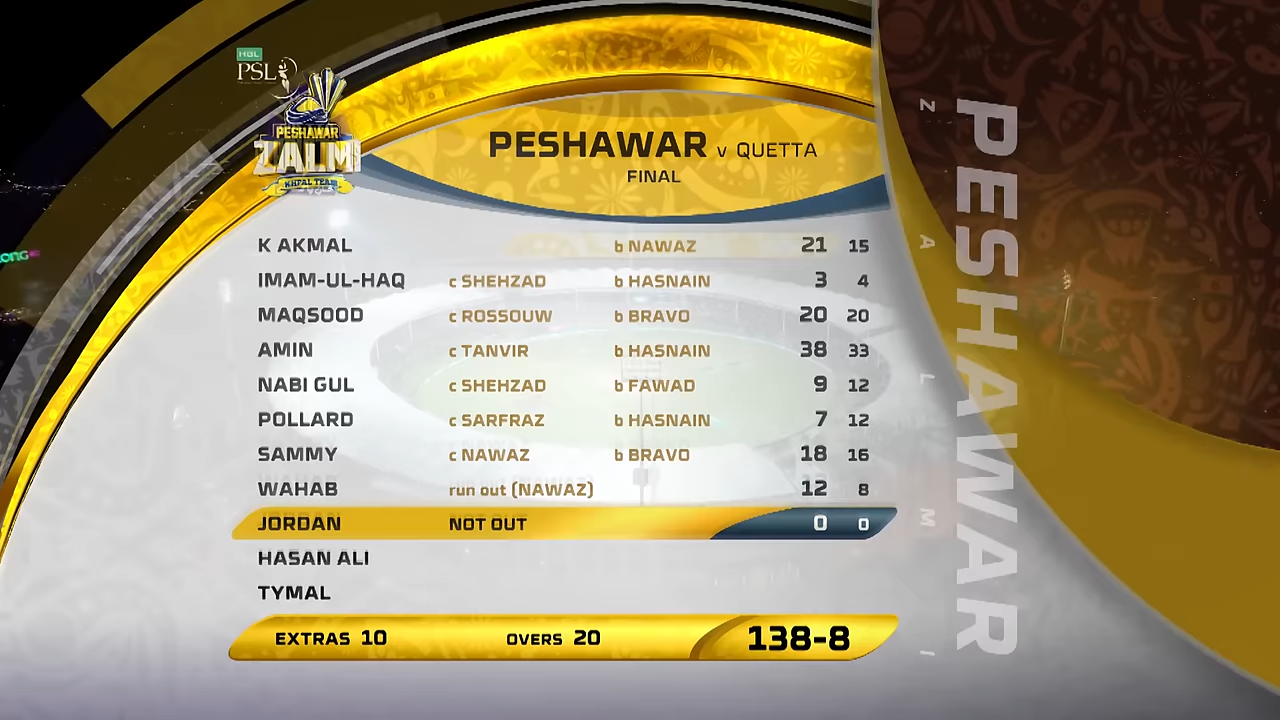 HBL
PSL
PESHAWAR
ZALMI
KHPAL TEAM
PESHAWAR v QUETTA
FINAL
K AKMAL b NAWAZ 21 15
IMAM-UL-HAQ c SHEHZAD b HASNAIN 3 4
MAQSOOD c ROSSOUW b BRAVO 20 20
AMIN c TANVIR b HASNAIN 38 33
NABI GUL c SHEHZAD b FAWAD 9 12
POLLARD c SARFRAZ b HASNAIN 7 12
SAMMY c NAWAZ b BRAVO 18 16
WAHAB run out (NAWAZ) 12 8
JORDAN NOT OUT 0 0
HASAN ALI
TYMAL
EXTRAS 10 OVERS 20 138-8
ZALMI
PESHAWAR